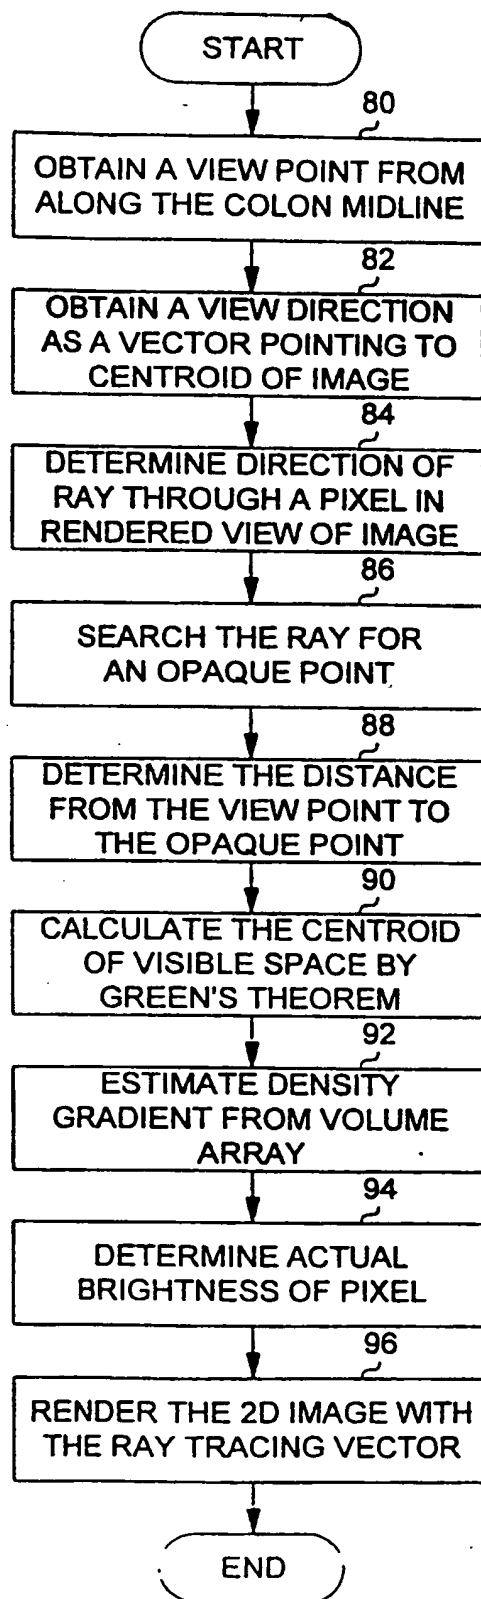 START
80
OBTAIN A VIEW POINT FROM
ALONG THE COLON MIDLINE
82
OBTAIN A VIEW DIRECTION
AS A VECTOR POINTING TO
CENTROID OF IMAGE
84
DETERMINE DIRECTION OF
RAY THROUGH A PIXEL IN
RENDERED VIEW OF IMAGE
86
SEARCH THE RAY FOR
AN OPAQUE POINT
88
DETERMINE THE DISTANCE
FROM THE VIEW POINT TO
THE OPAQUE POINT
90
CALCULATE THE CENTROID
OF VISIBLE SPACE BY
GREEN'S THEOREM
92
ESTIMATE DENSITY
GRADIENT FROM VOLUME
ARRAY
94
DETERMINE ACTUAL
BRIGHTNESS OF PIXEL
96
RENDER THE 2D IMAGE WITH
THE RAY TRACING VECTOR
END